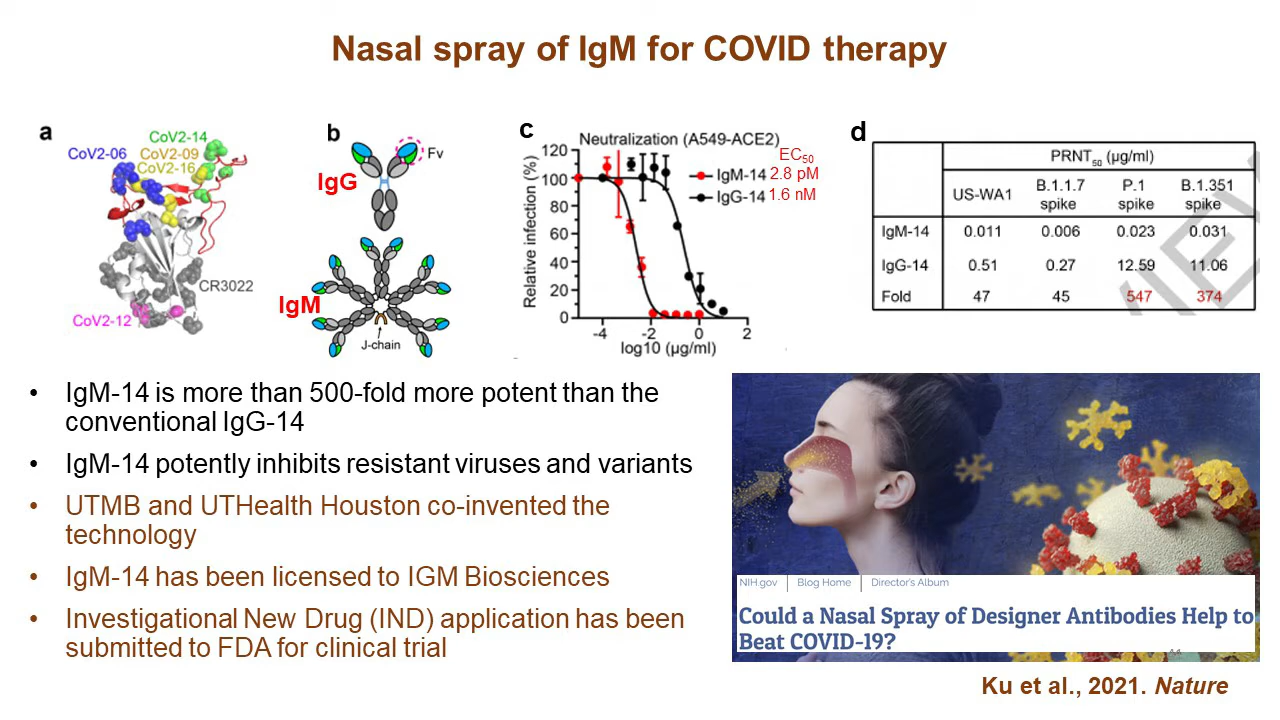 Nasal spray of IgM for COVID therapy
a
CoV2-14
CoV2-06
CoV2-09
CoV2-16
CR3022
CoV2-12
b
Fv
IgG
IgM
J-chain
c
Neutralization (A549-ACE2)
EC50
IgM-14 2.8 pM
IgG-14 1.6 nM
Relative infection (%)
120
100
80
60
40
20
0
-4 -2 0 2
log10 (µg/ml)
d
PRNT50 (µg/ml)
US-WA1 B.1.1.7 spike P.1 spike B.1.351 spike
IgM-14 0.011 0.006 0.023 0.031
IgG-14 0.51 0.27 12.59 11.06
Fold 47 45 547 374
• IgM-14 is more than 500-fold more potent than the
conventional IgG-14
• IgM-14 potently inhibits resistant viruses and variants
• UTMB and UTHealth Houston co-invented the
technology
• IgM-14 has been licensed to IGM Biosciences
• Investigational New Drug (IND) application has been
submitted to FDA for clinical trial
NIH.gov | Blog Home | Director's Album
Could a Nasal Spray of Designer Antibodies Help to
Beat COVID-19?
Ku et al., 2021. Nature